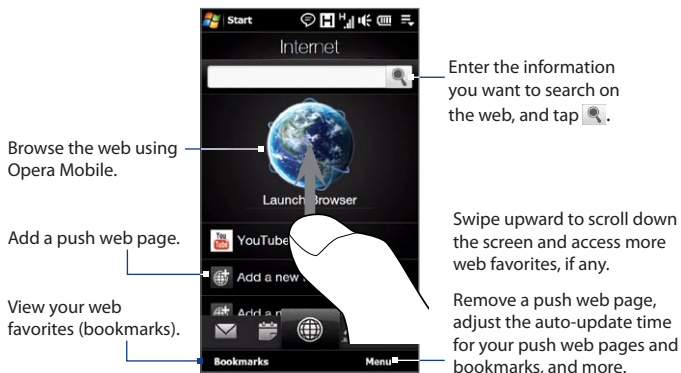 Start
Internet
Enter the information
you want to search on
the web, and tap
.
Browse the web using
Opera Mobile.
Launch Browser
Add a push web page.
You
Tube
YouTube
Add a new
Swipe upward to scroll down
the screen and access more
web favorites, if any.
View your web
favorites (bookmarks).
Add a
Remove a push web page,
adjust the auto-update time
for your push web pages and
bookmarks, and more.
Bookmarks
Menu